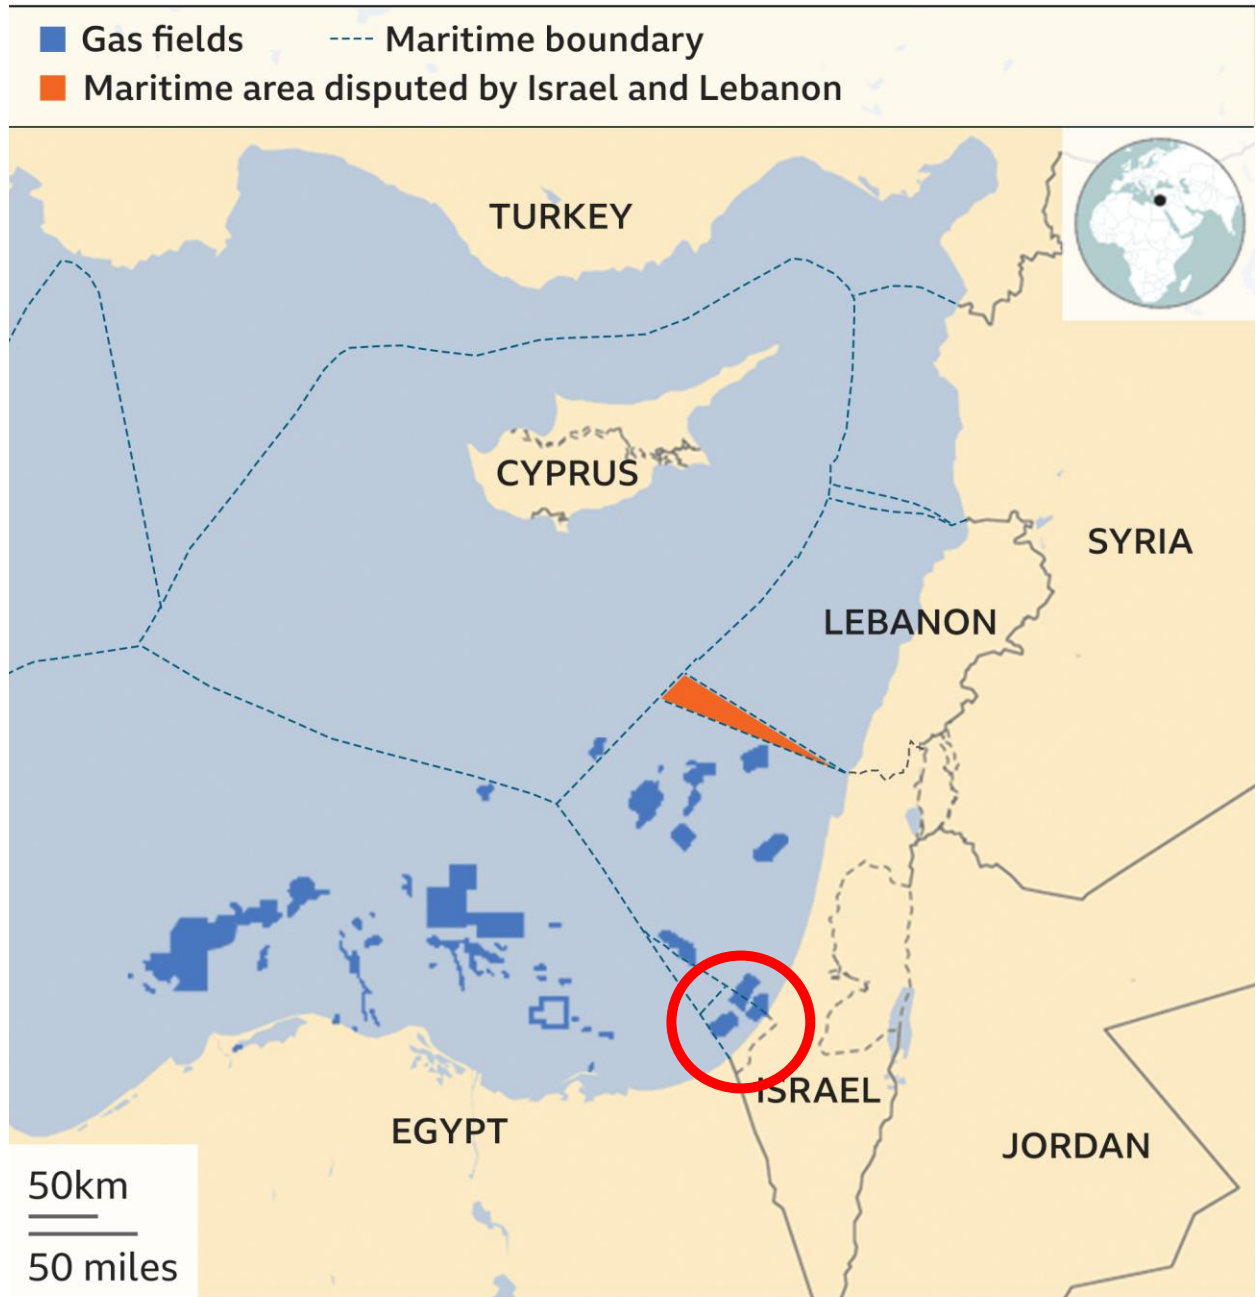 Gas fields
Maritime boundary
Maritime area disputed by Israel and Lebanon
TURKEY
CYPRUS
SYRIA
LEBANON
ISRAEL
EGYPT
JORDAN
50km
50 miles